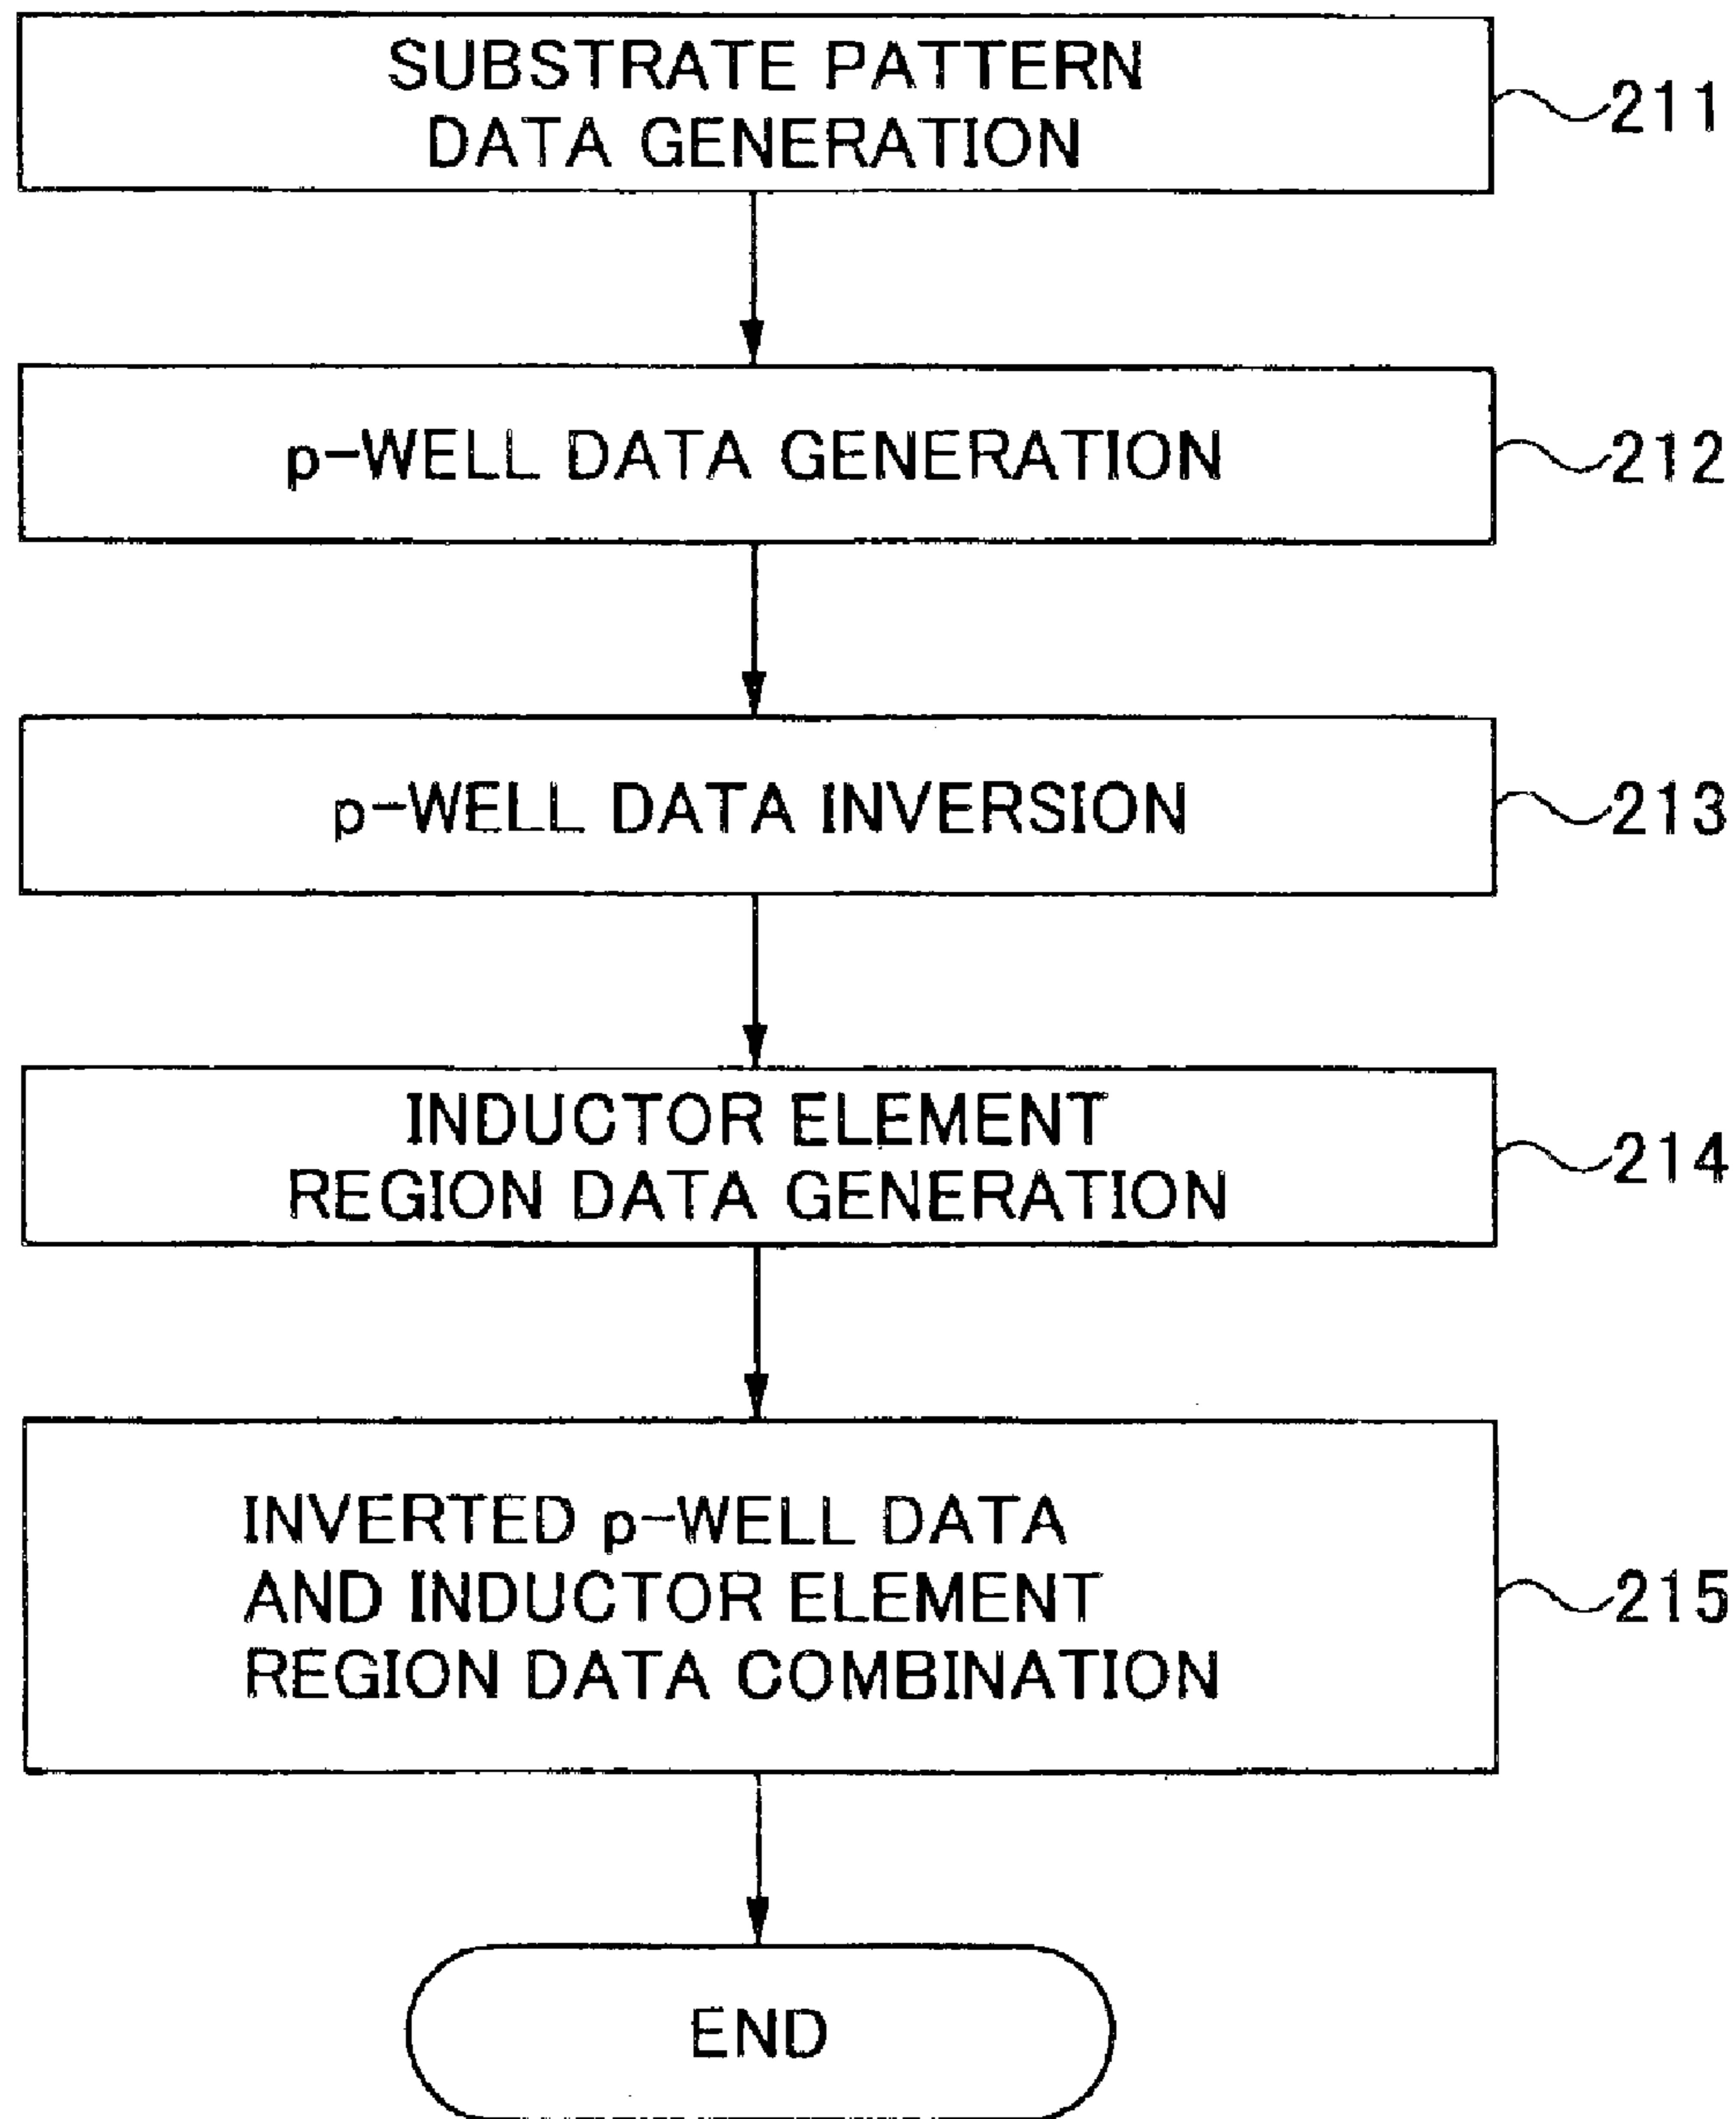 SUBSTRATE PATTERN
DATA GENERATION
211
p-WELL DATA GENERATION
212
p-WELL DATA INVERSION
213
INDUCTOR ELEMENT
REGION DATA GENERATION
214
INVERTED p-WELL DATA
AND INDUCTOR ELEMENT
REGION DATA COMBINATION
215
END